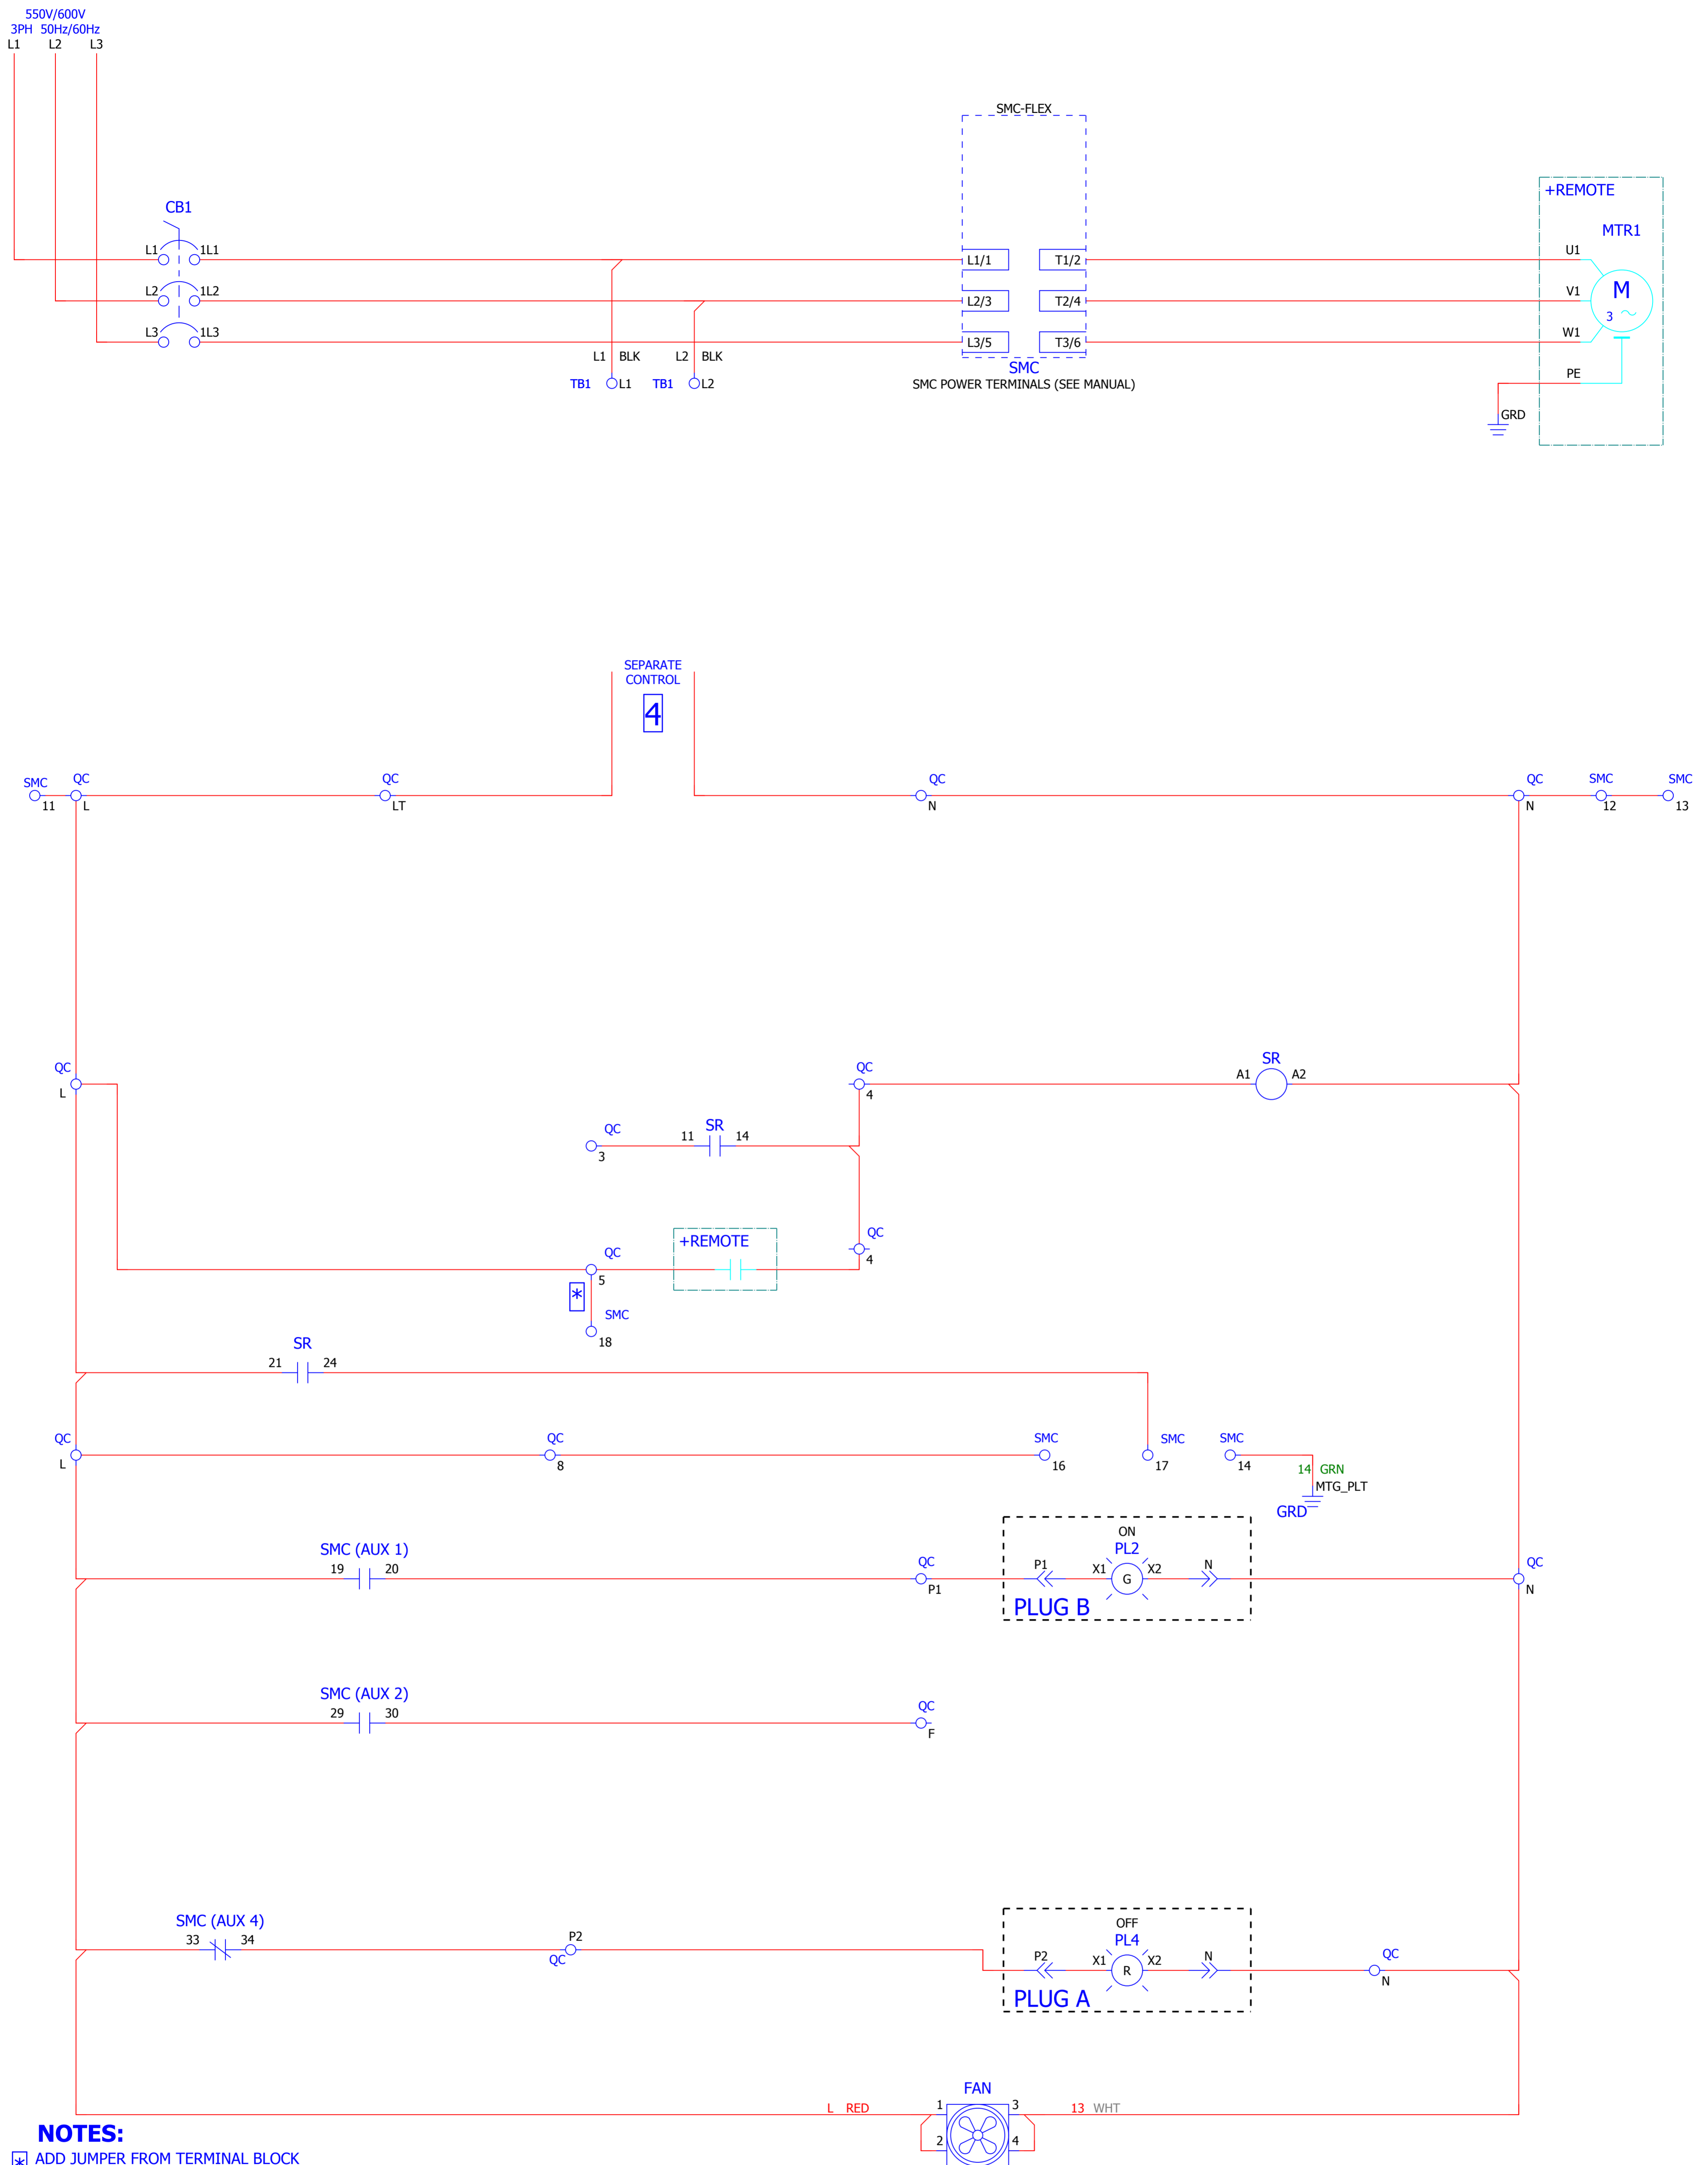 550V/600V
3PH 50Hz/60Hz
L1 L2 L3
SMC-FLEX
+REMOTE
CB1
MTR1
L1 1L1 L1/1 T1/2 U1
L2 1L2 L2/3 T2/4 V1
M
3
L3 1L3 L3/5 T3/6 W1
L1 BLK L2 BLK
SMC
PE
TB1 L1 TB1 L2
SMC POWER TERMINALS (SEE MANUAL)
GRD
SEPARATE
CONTROL
4
SMC QC QC QC QC SMC SMC
11 L LT N N 12 13
QC QC SR
A1 A2
L 4
QC SR
11 14
3
QC
+REMOTE
4
QC
5
*
SMC
18
SR
21 24
QC QC SMC SMC SMC
L 8 16 17 14
14 GRN
MTG_PLT
GRD
ON
SMC (AUX 1)
PL2
19 20 QC P1 X1 X2 N QC
G
P1 N
PLUG B
SMC (AUX 2)
29 30 QC
F
SMC (AUX 4)
OFF
33 34 P2
PL4
QC
P2 X1 X2 N QC
R
N
PLUG A
FAN
L RED 1 3 13 WHT
NOTES:
2 4
* ADD JUMPER FROM TERMINAL BLOCK